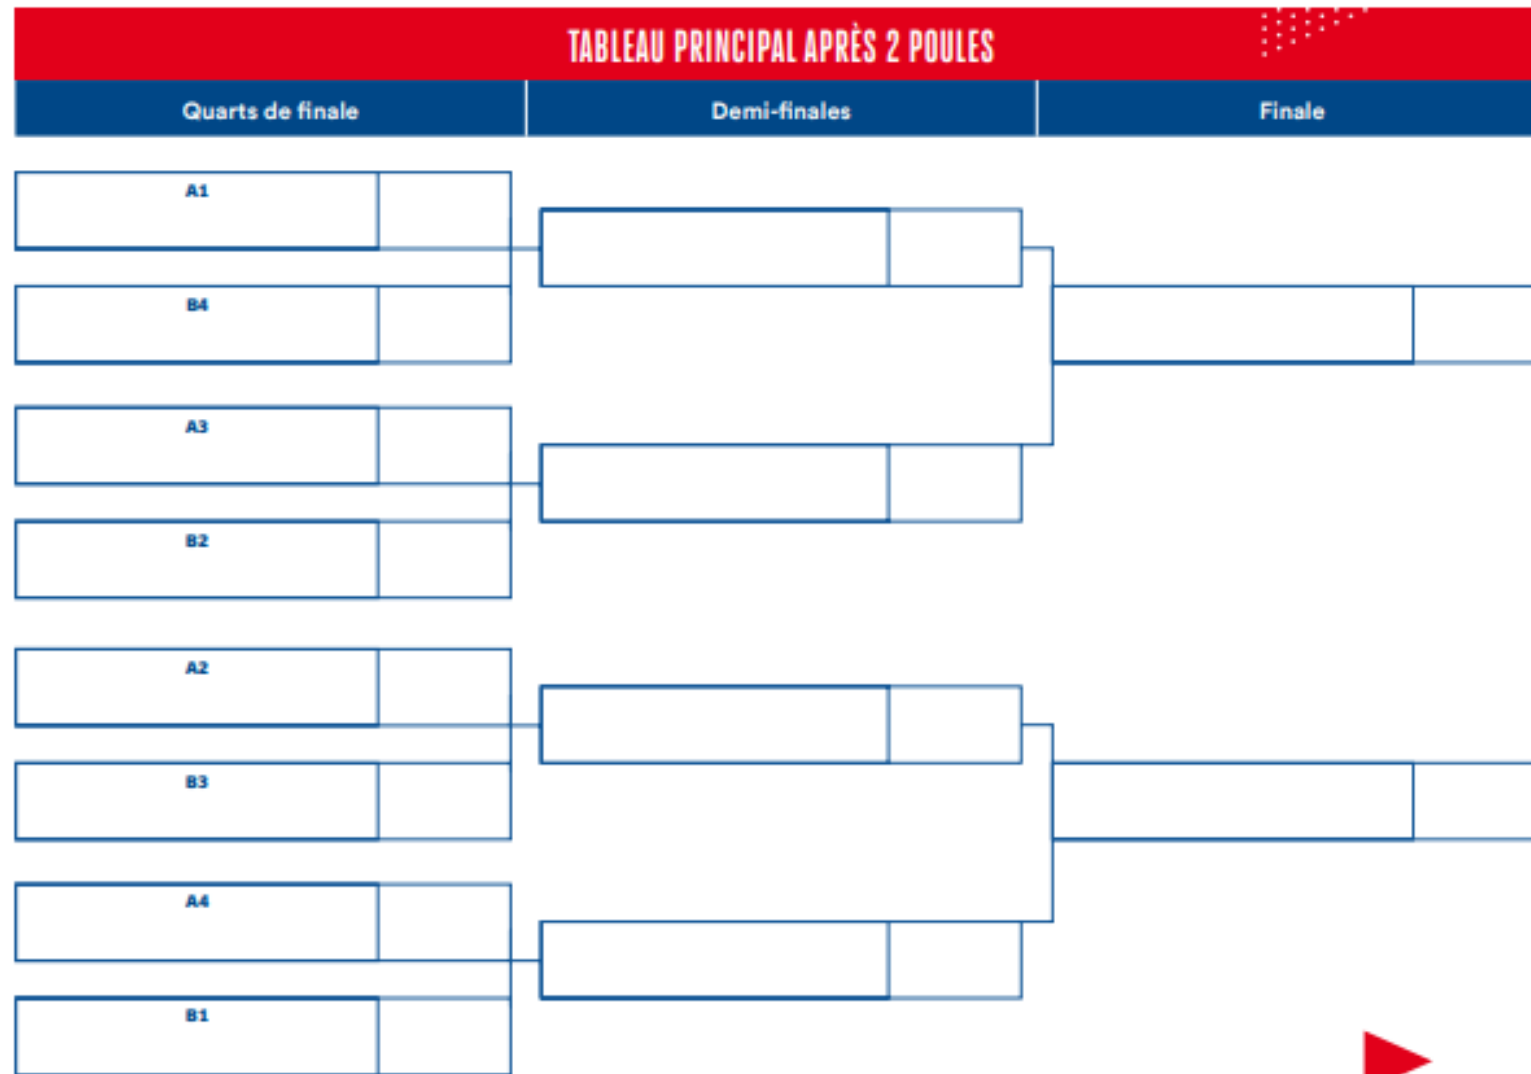 TABLEAU PRINCIPAL APRÈS 2 POULES
Quarts de finale
Demi-finales
Finale
A1
B4
A3
B2
A2
B3
A4
B1